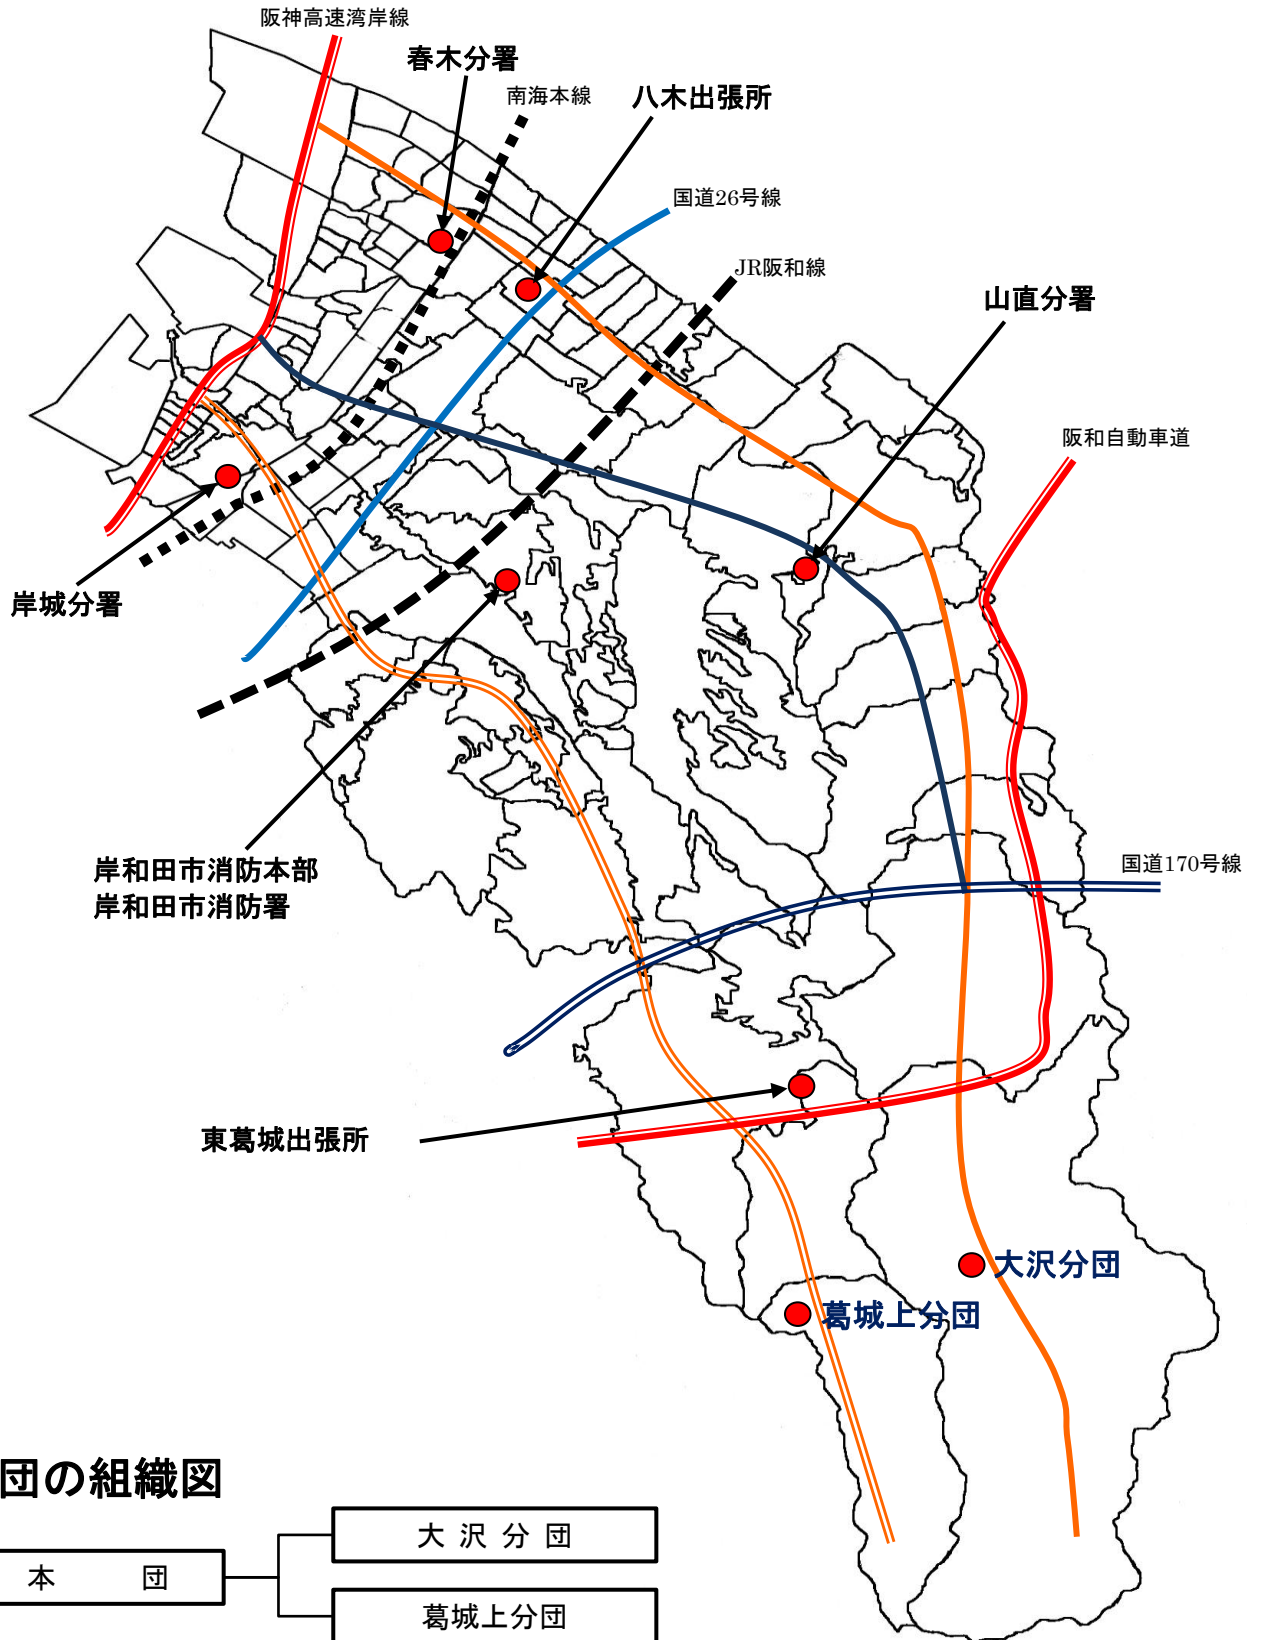 阪神高速湾岸線
春木分署
南海本線
八木出張所
国道26号線
JR阪和線
山直分署
阪和自動車道
岸城分署
岸和田市消防本部
岸和田市消防署
国道170号線
東葛城出張所
大沢分団
葛城上分団
団の組織図
大沢分団
本　　　団
葛城上分団